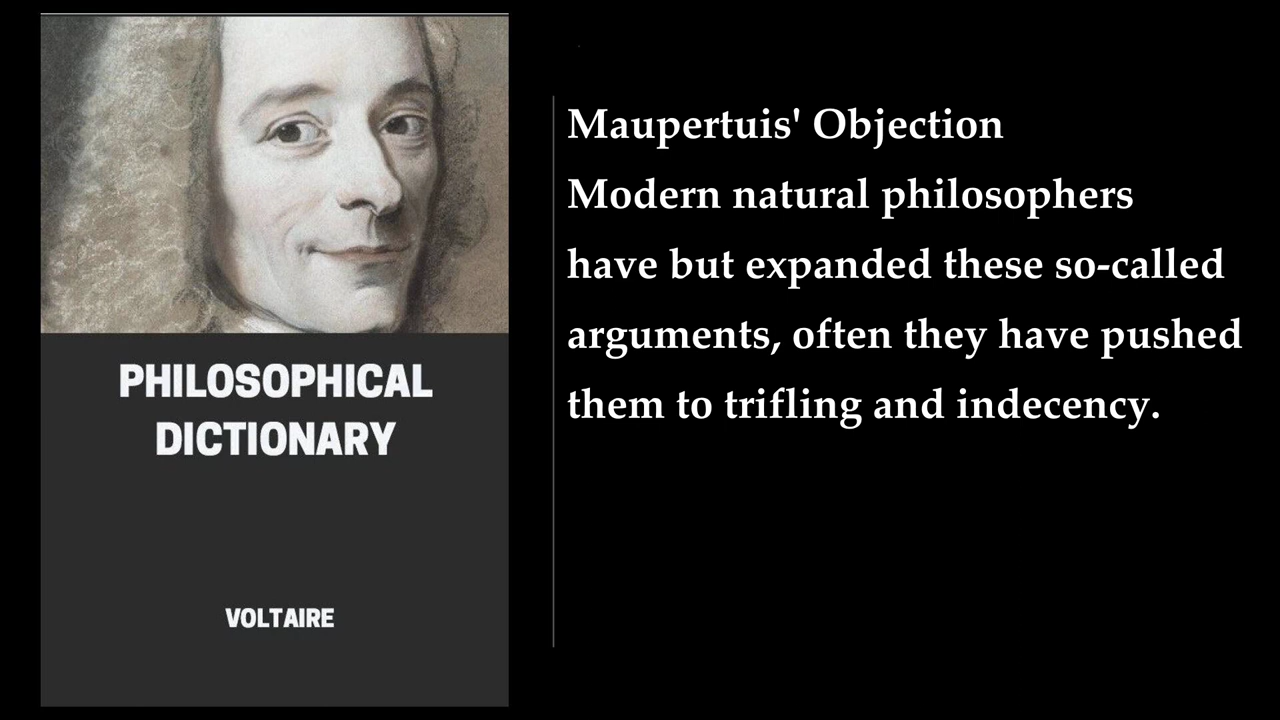 PHILOSOPHICAL
DICTIONARY
VOLTAIRE
Maupertuis' Objection
Modern natural philosophers
have but expanded these so-called
arguments, often they have pushed
them to trifling and indecency.